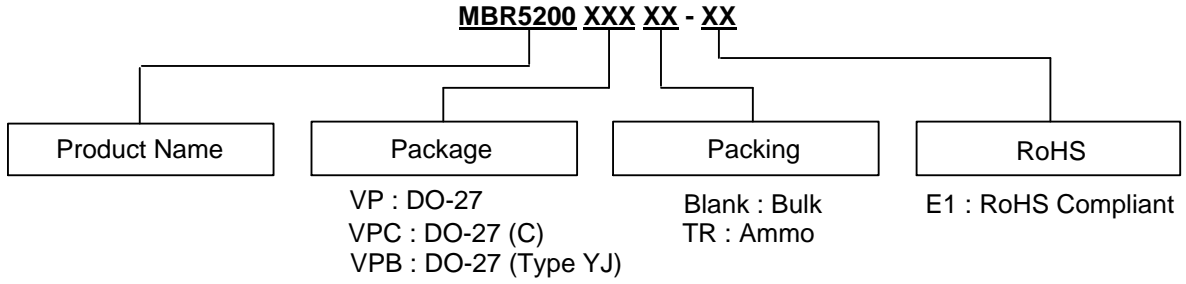 MBR5200 XXX XX - XX
Product Name
Package
Packing
RoHS
VP : DO-27
VPC : DO-27 (C)
VPB : DO-27 (Type YJ)
Blank : Bulk
TR : Ammo
E1 : RoHS Compliant